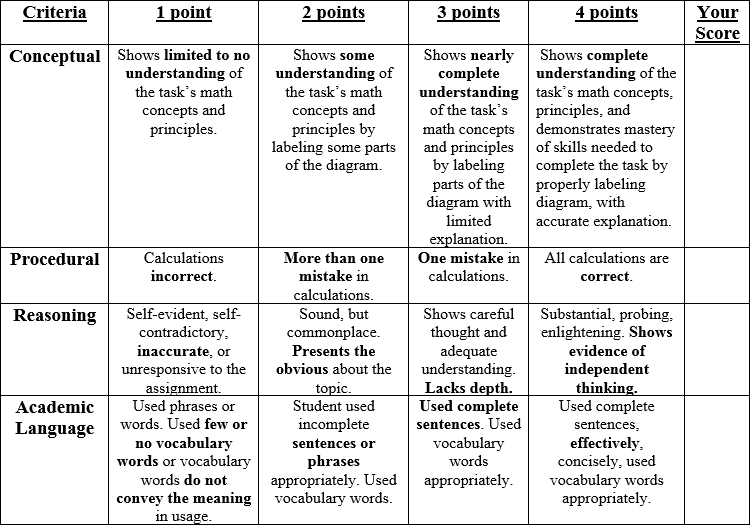 Criteria
1 point
2 points
3 points
4 points
Your
Score
Conceptual
Shows limited to no
understanding of
the task's math
concepts and
principles.
Shows some
understanding of
the task's math
concepts and
principles by
labeling some parts
of the diagram.
Shows nearly
complete
understanding
of the task's
math concepts
and principles
by labeling
parts of the
diagram with
limited
explanation.
Shows complete
understanding of the
task's math concepts,
principles, and
demonstrates mastery
of skills needed to
complete the task by
properly labeling
diagram, with
accurate explanation.
Procedural
Calculations
incorrect.
More than one
mistake in
calculations.
One mistake in
calculations.
All calculations are
correct.
Reasoning
Self-evident, self-
contradictory,
inaccurate, or
unresponsive to the
assignment.
Sound, but
commonplace.
Presents the
obvious about the
topic.
Shows careful
thought and
adequate
understanding.
Lacks depth.
Substantial, probing,
enlightening. Shows
evidence of
independent
thinking.
Academic
Language
Used phrases or
words. Used few or
no vocabulary
words or vocabulary
words do not
convey the meaning
in usage.
Student used
incomplete
sentences or
phrases
appropriately. Used
vocabulary words.
Used complete
sentences. Used
vocabulary
words
appropriately.
Used complete
sentences,
effectively,
concisely, used
vocabulary words
appropriately.